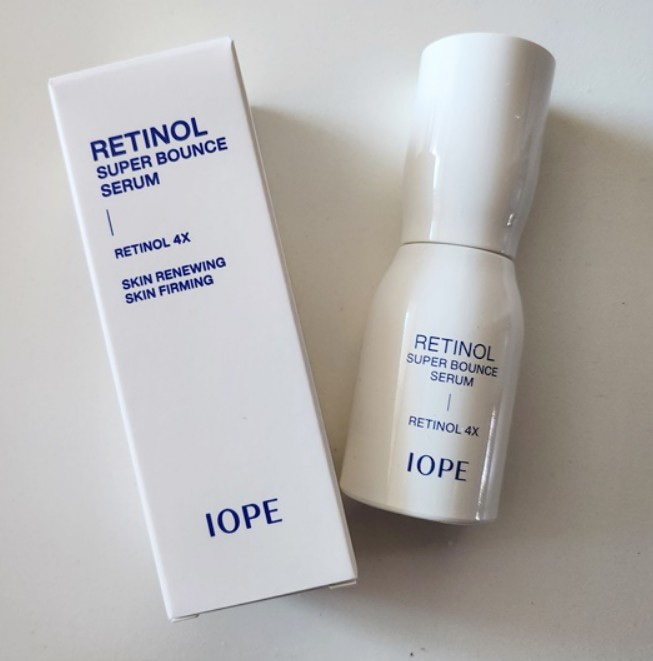 RETINOL
SUPER BOUNCE
SERUM
RETINOL 4X
SKIN RENEWING
SKIN FIRMING
IOPE
RETINOL
SUPER BOUNCE
SERUM
RETINOL 4X
IOPE